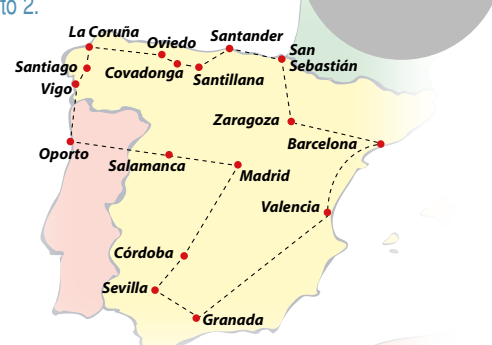 to 2.
La Coruña
Oviedo
Santander
San
Sebastián
Santiago
Covadonga
Santillana
Vigo
Zaragoza
Barcelona
Oporto
Salamanca
Madrid
Valencia
Córdoba
Sevilla
Granada